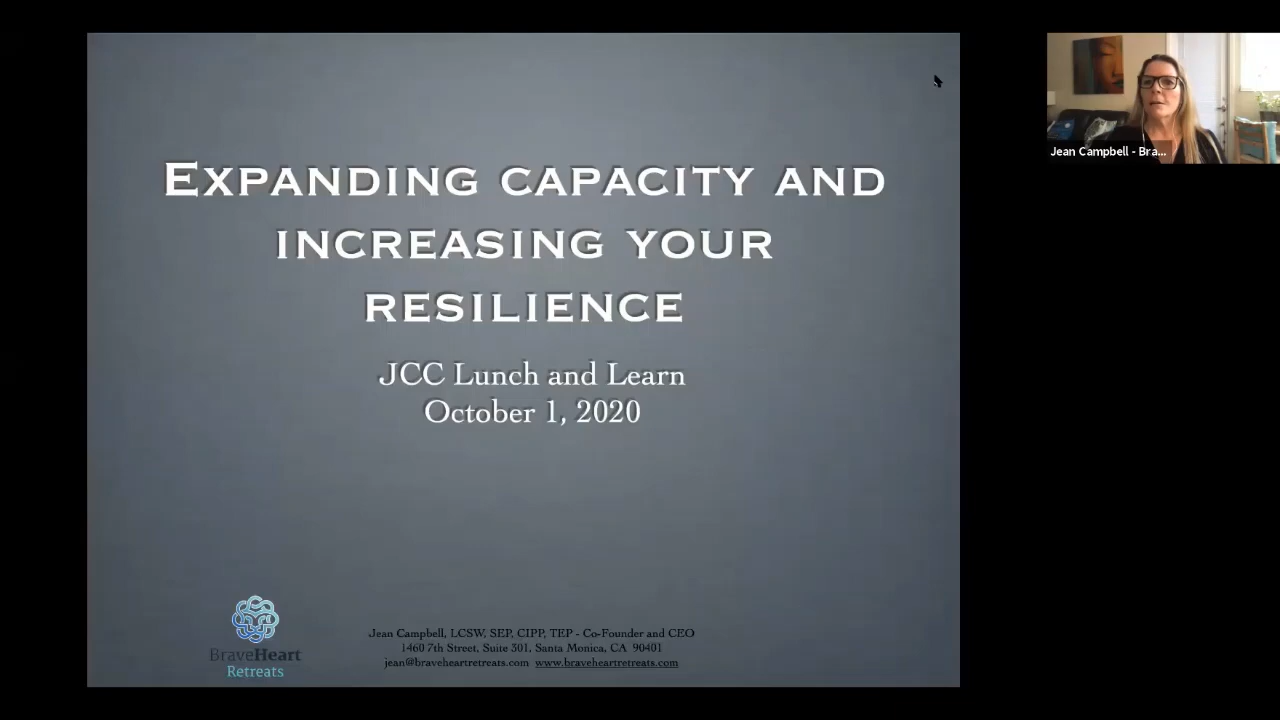 Expanding capacity and
increasing your
resilience
JCC Lunch and Learn
October 1, 2020
Jean Campbell, LCSW, SEP, CIPP, TEP - Co-Founder and CEO
1460 7th Street, Suite 301, Santa Monica, CA 90401
jean@braveheartretreats.com www.braveheartretreats.com
BraveHeart
Retreats
Jean Campbell - Bra...